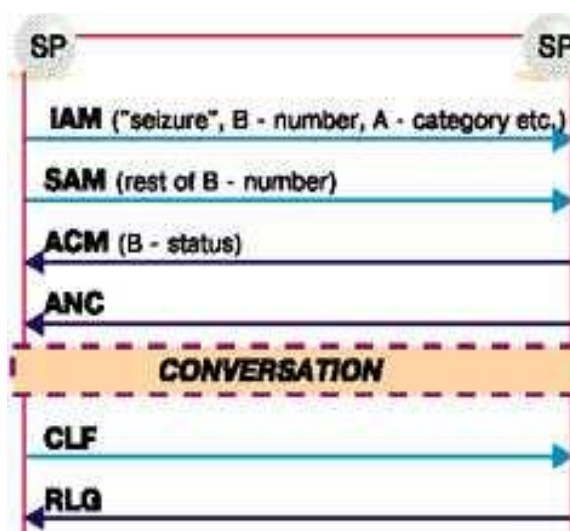 SP SP
IAM ("seizure", B - number, A - category etc.)
SAM (rest of B - number)
ACM (B - status)
ANC
CONVERSATION
CLF
RLG